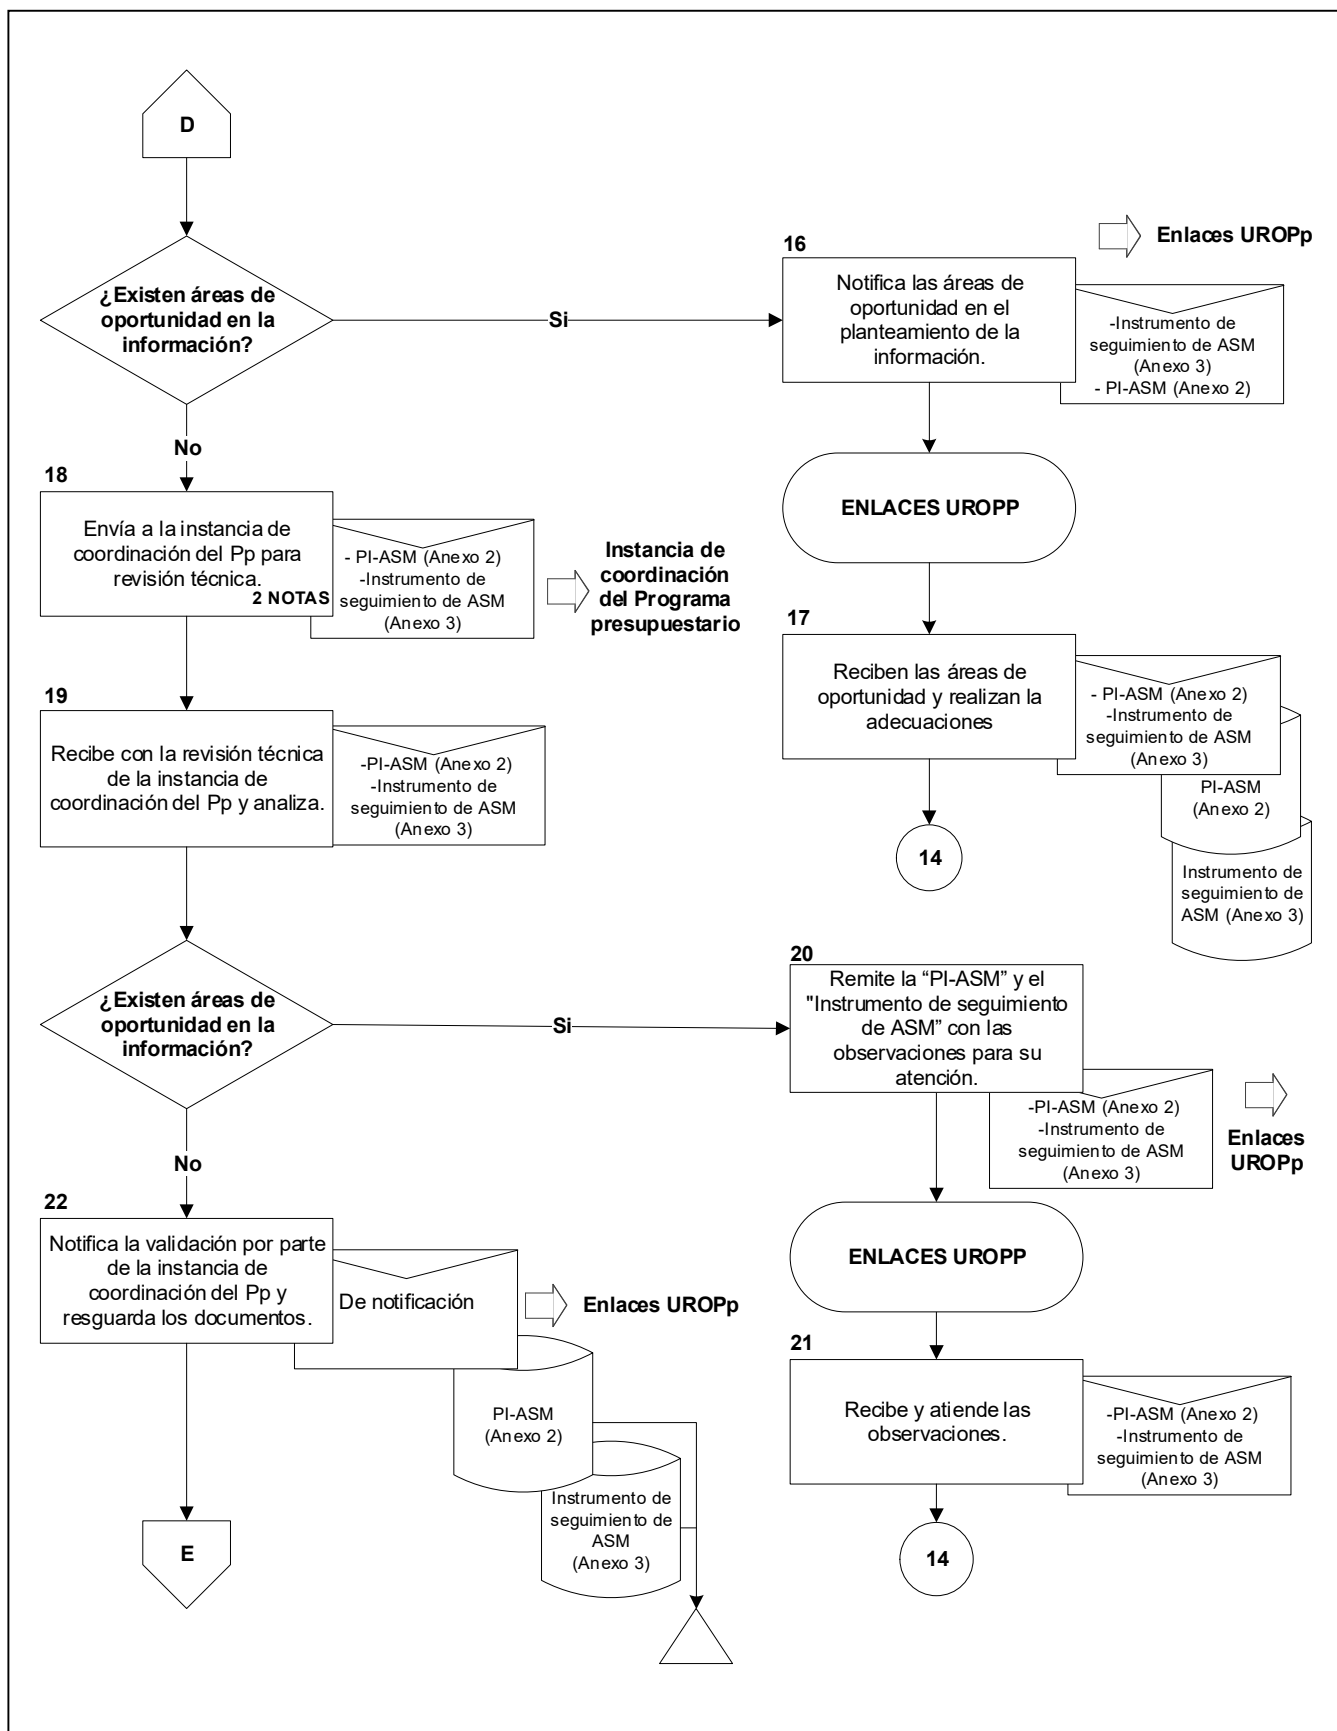 D
¿Existen áreas de
oportunidad en la
información?
Si
16
Notifica las áreas de
oportunidad en el
planteamiento de la
información.
Enlaces UROPp
-Instrumento de
seguimiento de ASM
(Anexo 3)
- PI-ASM (Anexo 2)
No
18
Envía a la instancia de
coordinación del Pp para
revisión técnica.
2 NOTAS
- PI-ASM (Anexo 2)
-Instrumento de
seguimiento de ASM
(Anexo 3)
Instancia de
coordinación
del Programa
presupuestario
ENLACES UROPP
17
Reciben las áreas de
oportunidad y realizan la
adecuaciones
- PI-ASM (Anexo 2)
-Instrumento de
seguimiento de ASM
(Anexo 3)
PI-ASM
(Anexo 2)
Instrumento de
seguimiento de
ASM (Anexo 3)
14
19
Recibe con la revisión técnica
de la instancia de
coordinación del Pp y analiza.
-PI-ASM (Anexo 2)
-Instrumento de
seguimiento de ASM
(Anexo 3)
¿Existen áreas de
oportunidad en la
información?
Si
20
Remite la “PI-ASM” y el
"Instrumento de seguimiento
de ASM” con las
observaciones para su
atención.
-PI-ASM (Anexo 2)
-Instrumento de
seguimiento de ASM
(Anexo 3)
Enlaces
UROPp
No
22
Notifica la validación por parte
de la instancia de
coordinación del Pp y
resguarda los documentos.
De notificación
Enlaces UROPp
PI-ASM
(Anexo 2)
Instrumento de
seguimiento de
ASM
(Anexo 3)
E
ENLACES UROPP
21
Recibe y atiende las
observaciones.
-PI-ASM (Anexo 2)
-Instrumento de
seguimiento de ASM
(Anexo 3)
14